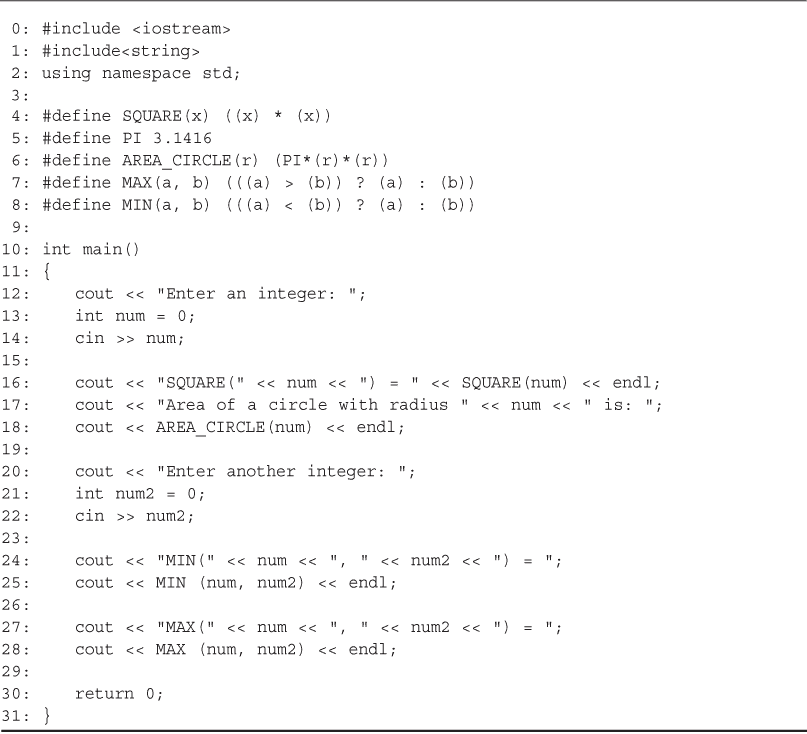 0: #include <iostream>
1: #include<string>
2: using namespace std;
3:
4: #define SQUARE(x) ((x) * (x))
5: #define PI 3.1416
6: #define AREA_CIRCLE(r) (PI*(r)*(r))
7: #define MAX(a, b) (((a) > (b)) ? (a) : (b))
8: #define MIN(a, b) (((a) < (b)) ? (a) : (b))
9:
10: int main()
11: {
12:    cout << "Enter an integer: ";
13:    int num = 0;
14:    cin >> num;
15:
16:    cout << "SQUARE(" << num << ") = " << SQUARE(num) << endl;
17:    cout << "Area of a circle with radius " << num << " is: ";
18:    cout << AREA_CIRCLE(num) << endl;
19:
20:    cout << "Enter another integer: ";
21:    int num2 = 0;
22:    cin >> num2;
23:
24:    cout << "MIN(" << num << ", " << num2 << ") = ";
25:    cout << MIN (num, num2) << endl;
26:
27:    cout << "MAX(" << num << ", " << num2 << ") = ";
28:    cout << MAX (num, num2) << endl;
29:
30:    return 0;
31: }